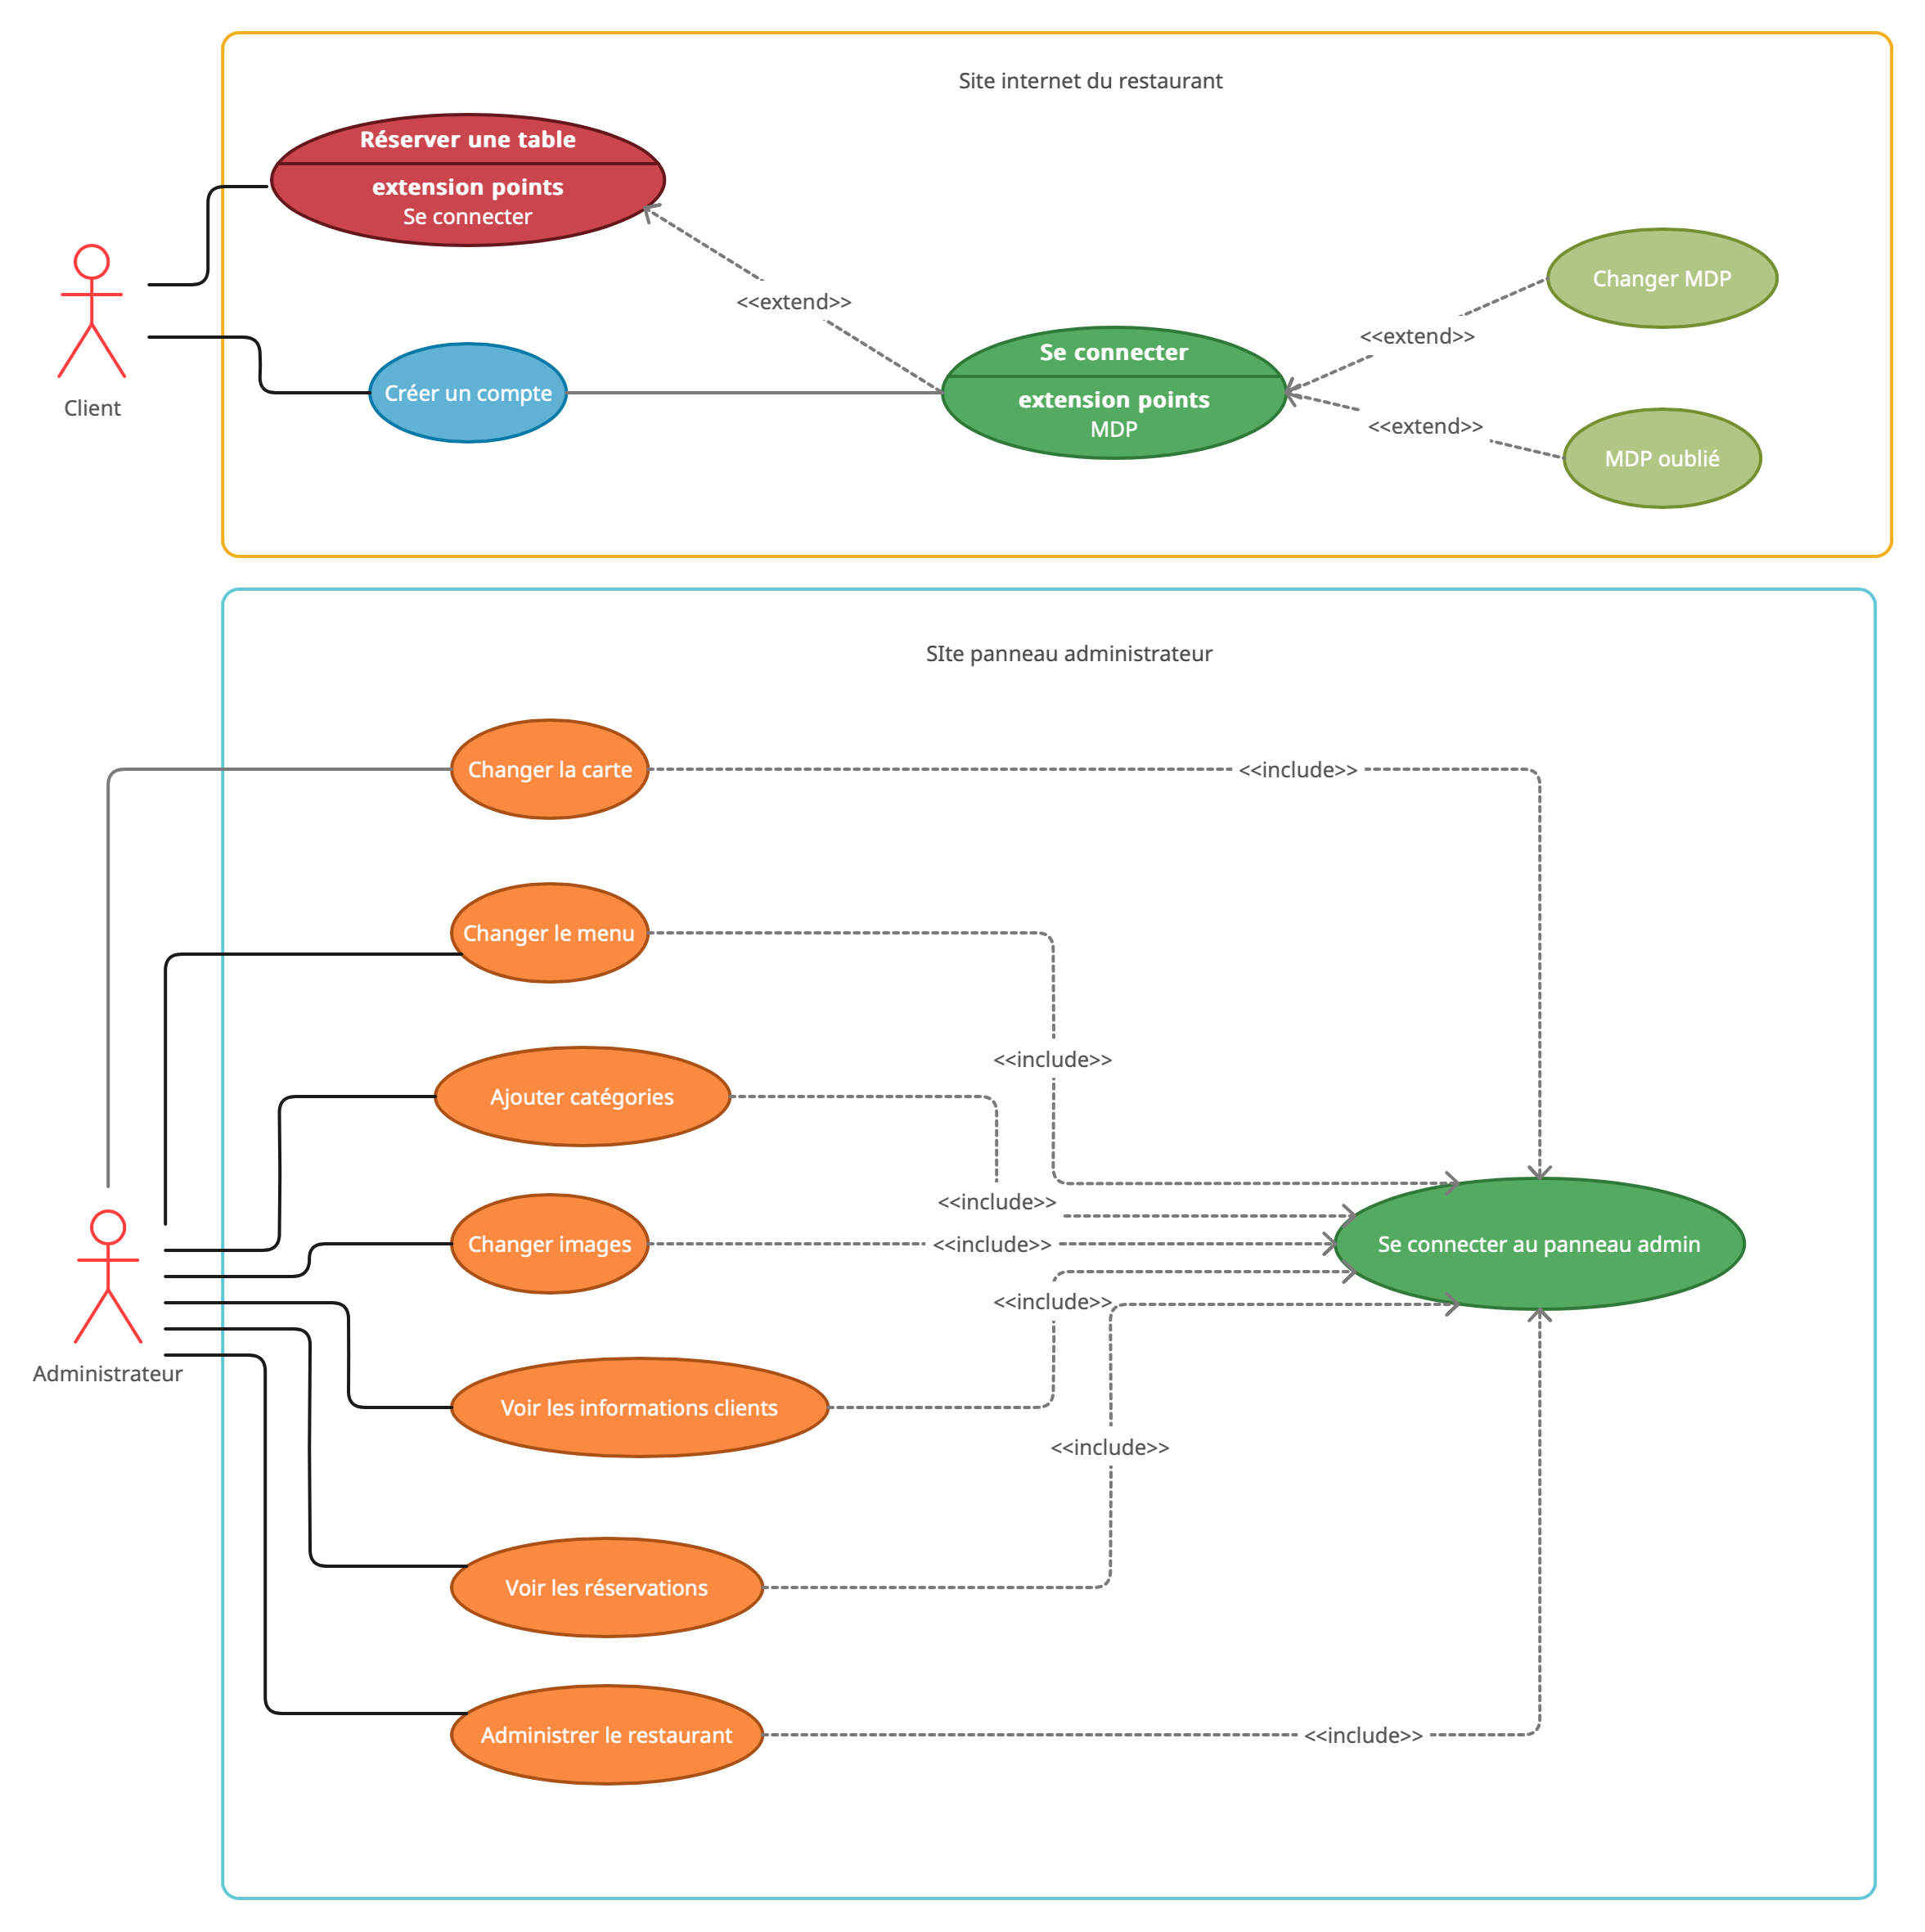 Site internet du restaurant
Réserver une table
extension points
Se connecter
<<extend>>
Changer MDP
<<extend>>
Client
Créer un compte
Se connecter
extension points
MDP
<<extend>>
MDP oublié
SIte panneau administrateur
Changer la carte
<<include>>
Changer le menu
<<include>>
Ajouter catégories
<<include>>
Changer images
<<include>>
Se connecter au panneau admin
<<include>>
Administrateur
Voir les informations clients
<<include>>
Voir les réservations
Administrer le restaurant
<<include>>